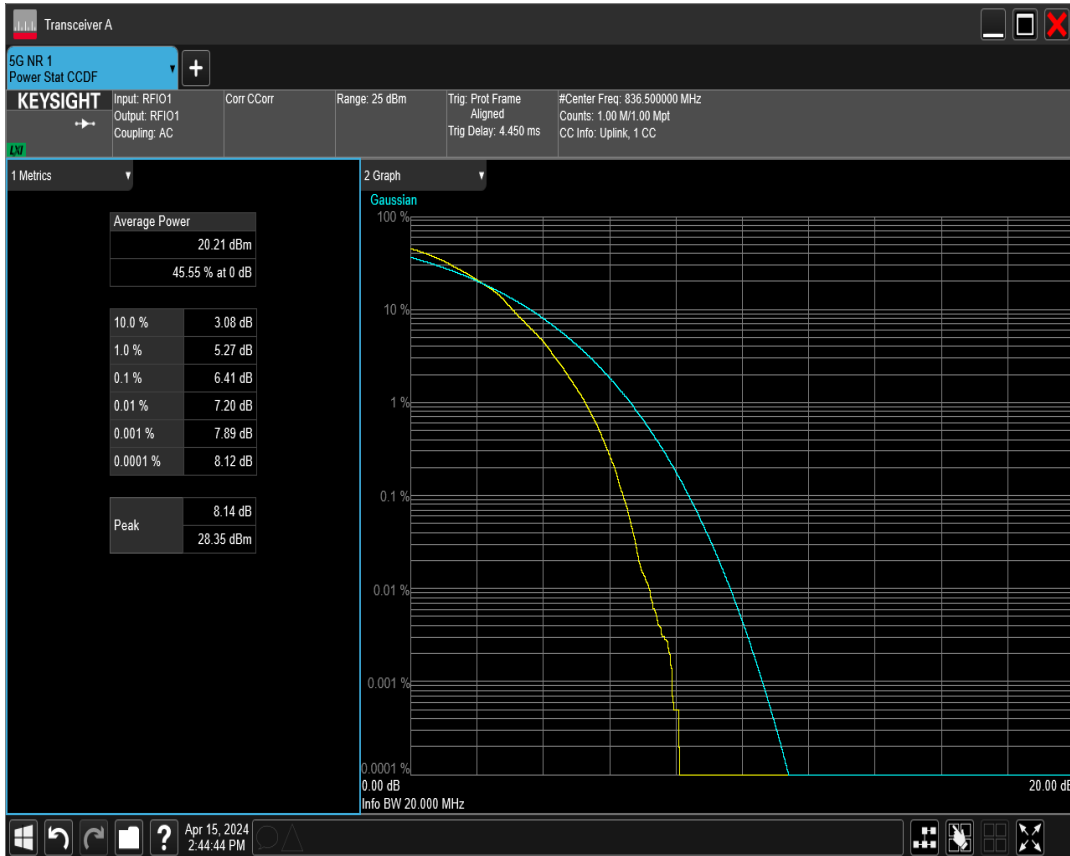 Transceiver A
5G NR 1
Power Stat CCDF
KEYSIGHT
LXI
Input: RFIO1
Output: RFIO1
Coupling: AC
Corr CCorr
Range: 25 dBm
Trig: Prot Frame
Aligned
Trig Delay: 4.450 ms
#Center Freq: 836.500000 MHz
Counts: 1.00 M/1.00 Mpt
CC Info: Uplink, 1 CC
1 Metrics
Average Power
20.21 dBm
45.55 % at 0 dB
10.0 % 3.08 dB
1.0 % 5.27 dB
0.1 % 6.41 dB
0.01 % 7.20 dB
0.001 % 7.89 dB
0.0001 % 8.12 dB
Peak
8.14 dB
28.35 dBm
2 Graph
Gaussian
100 %
10 %
1 %
0.1 %
0.01 %
0.001 %
0.0001 %
0.00 dB 20.00 dB
Info BW 20.000 MHz
?
Apr 15, 2024
2:44:44 PM